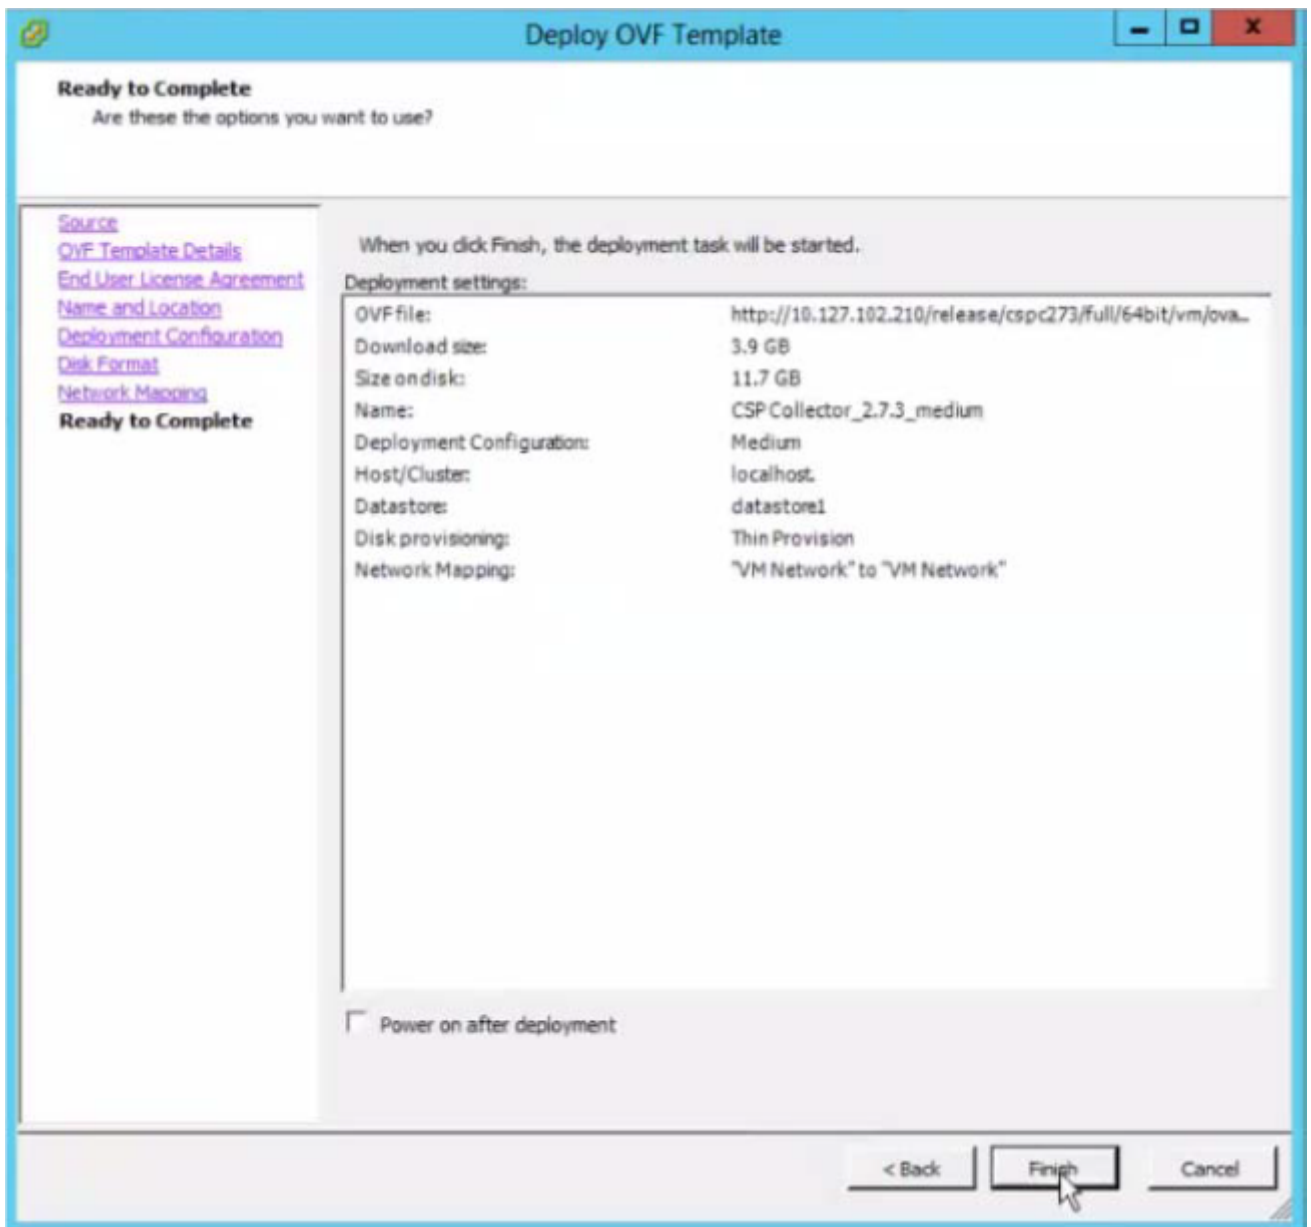 Deploy OVF Template
Ready to Complete
Are these the options you want to use?
Source
OVF Template Details
End User License Agreement
Name and Location
Deployment Configuration
Disk Format
Network Mapping
Ready to Complete
When you click Finish, the deployment task will be started.
Deployment settings:
OVF file: http://10.127.102.210/release/cspc273/full/64bit/vm/ova...
Download size: 3.9 GB
Size on disk: 11.7 GB
Name: CSP Collector_2.7.3_medium
Deployment Configuration: Medium
Host/Cluster: localhost.
Datastore: datastore1
Disk provisioning: Thin Provision
Network Mapping: "VM Network" to "VM Network"
Power on after deployment
< Back Finish Cancel